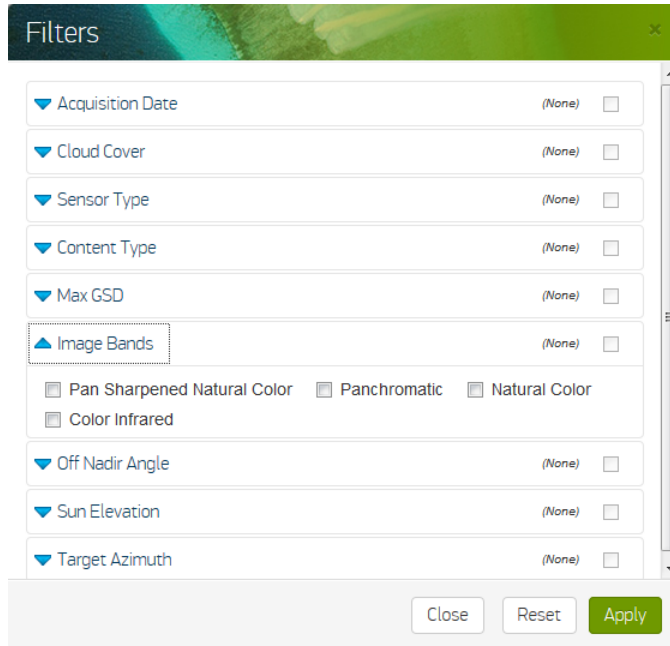 Filters ×
Acquisition Date (None)
Cloud Cover (None)
Sensor Type (None)
Content Type (None)
Max GSD (None)
Image Bands (None)
Pan Sharpened Natural Color Panchromatic Natural Color
Color Infrared
Off Nadir Angle (None)
Sun Elevation (None)
Target Azimuth (None)
Close Reset Apply